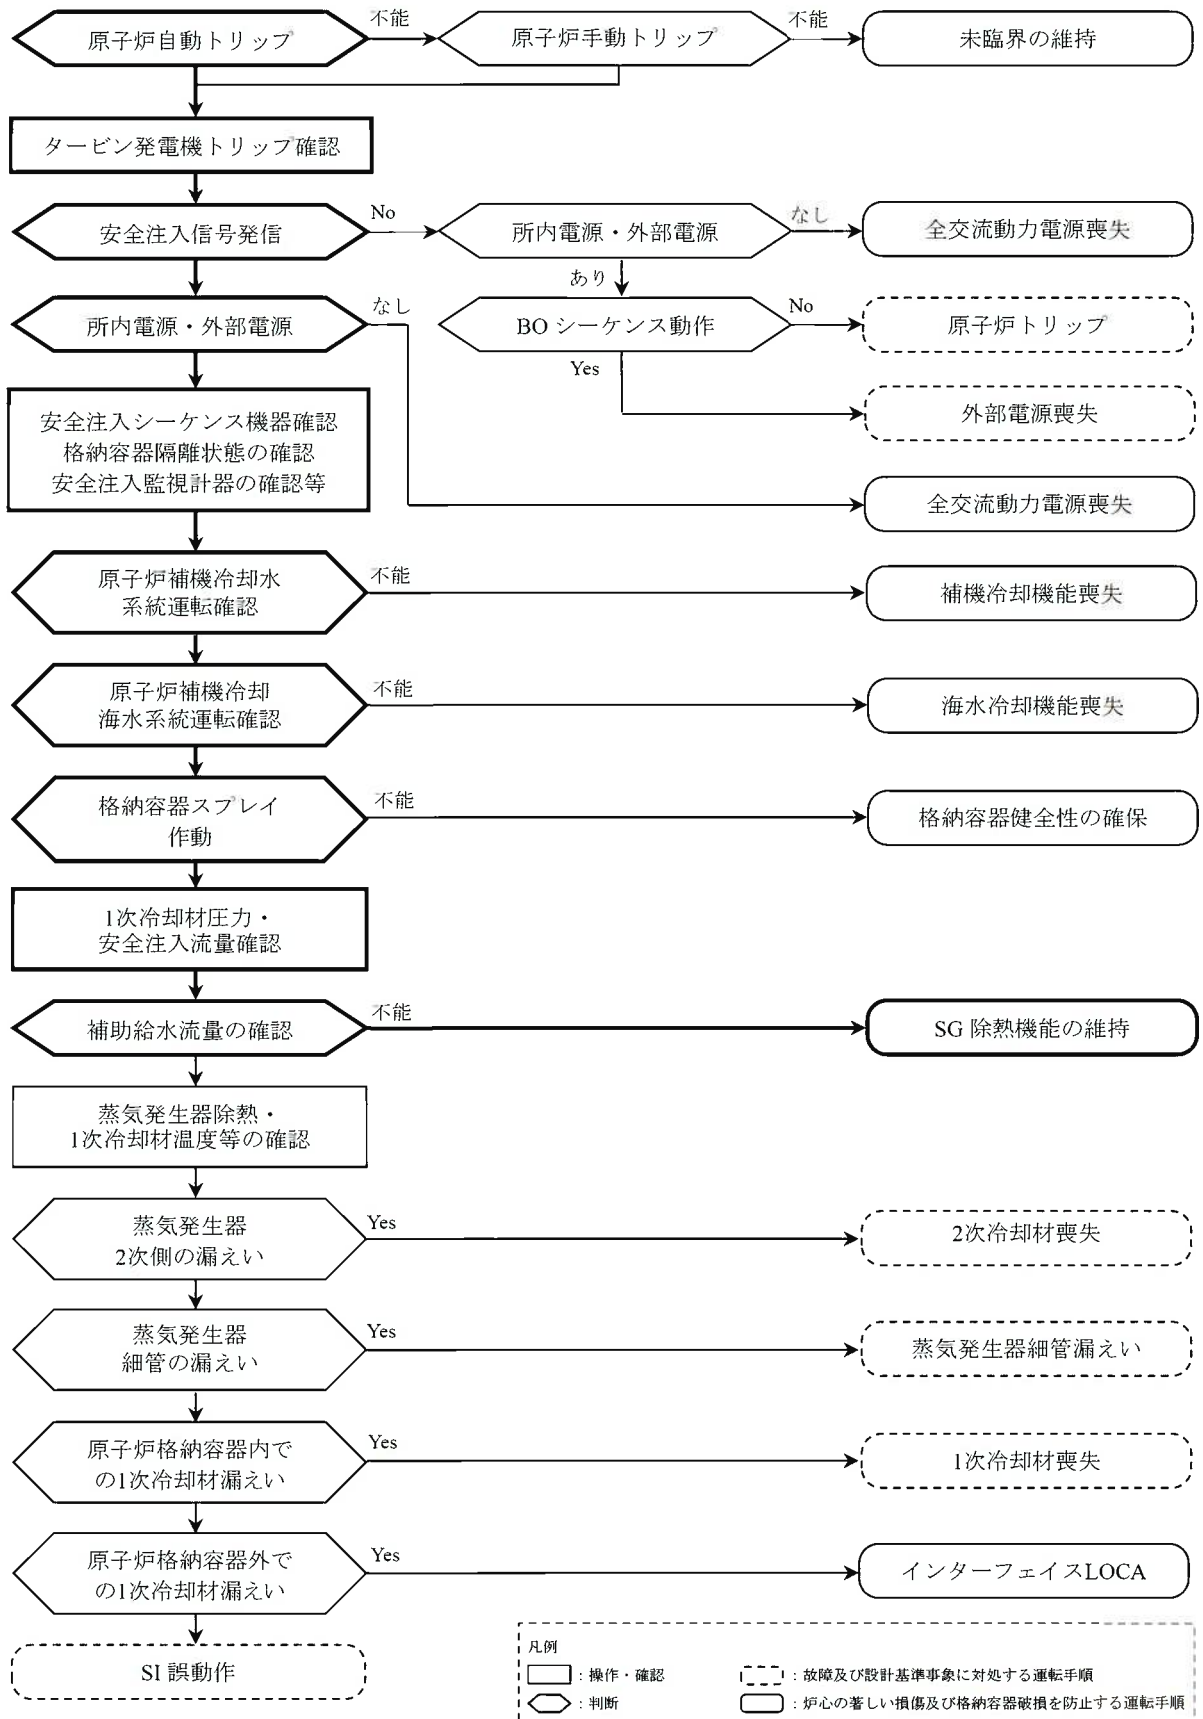 原子炉自動トリップ
不能
原子炉手動トリップ
不能
未臨界の維持
タービン発電機トリップ確認
安全注入信号発信
No
所内電源・外部電源
なし
全交流動力電源喪失
あり
所内電源・外部電源
なし
BO シーケンス動作
No
原子炉トリップ
Yes
外部電源喪失
安全注入シーケンス機器確認
格納容器隔離状態の確認
安全注入監視計器の確認等
全交流動力電源喪失
原子炉補機冷却水
系統運転確認
不能
補機冷却機能喪失
原子炉補機冷却
海水系統運転確認
不能
海水冷却機能喪失
格納容器スプレイ
作動
不能
格納容器健全性の確保
1次冷却材圧力・
安全注入流量確認
補助給水流量の確認
不能
SG 除熱機能の維持
蒸気発生器除熱・
1次冷却材温度等の確認
蒸気発生器
2次側の漏えい
Yes
2次冷却材喪失
蒸気発生器
細管の漏えい
Yes
蒸気発生器細管漏えい
原子炉格納容器内で
の1次冷却材漏えい
Yes
1次冷却材喪失
原子炉格納容器外で
の1次冷却材漏えい
Yes
インターフェイスLOCA
SI 誤動作
凡例
：操作・確認
：故障及び設計基準事象に対処する運転手順
：判断
：炉心の著しい損傷及び格納容器破損を防止する運転手順